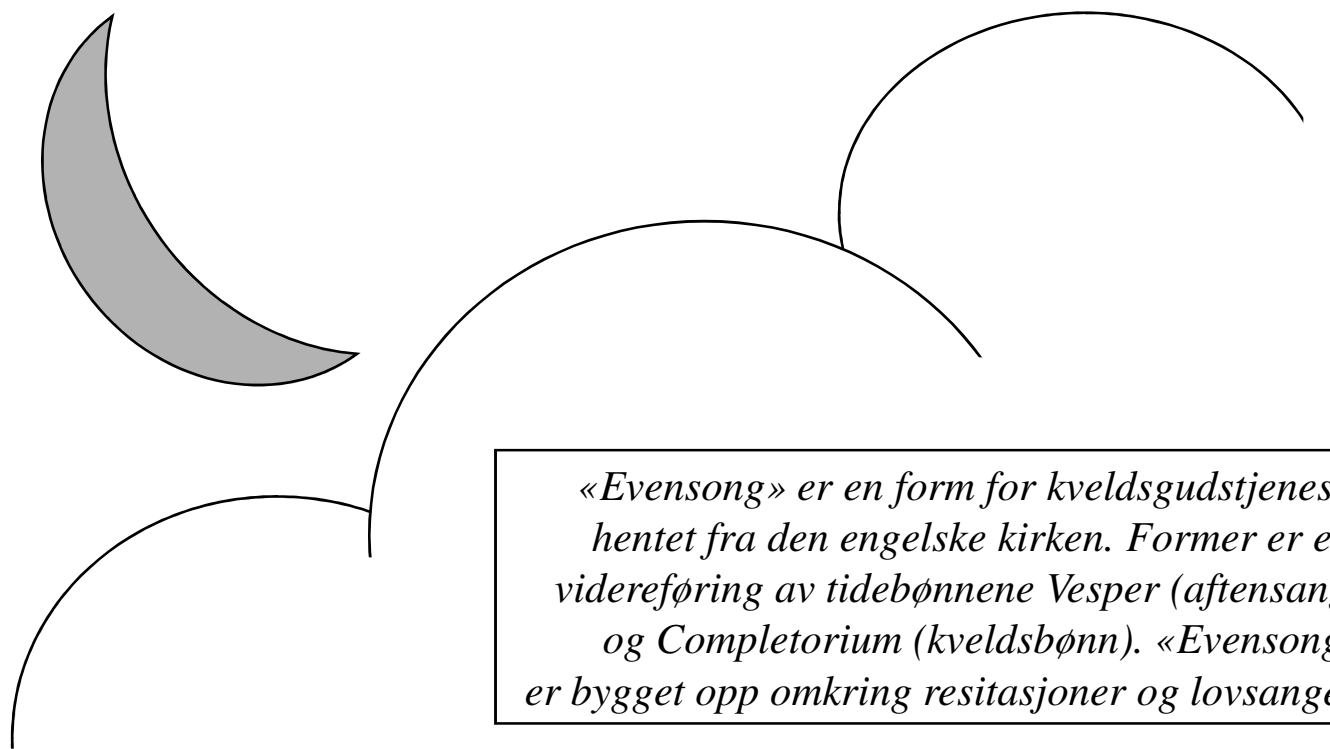 «Evensong» er en form for kveldsgudstjenes
hentet fra den engelske kirken. Former er e
videreføring av tidebønnene Vesper (aftensang
og Completorium (kveldsbønn). «Evensong
er bygget opp omkring resitasjoner og lovsange